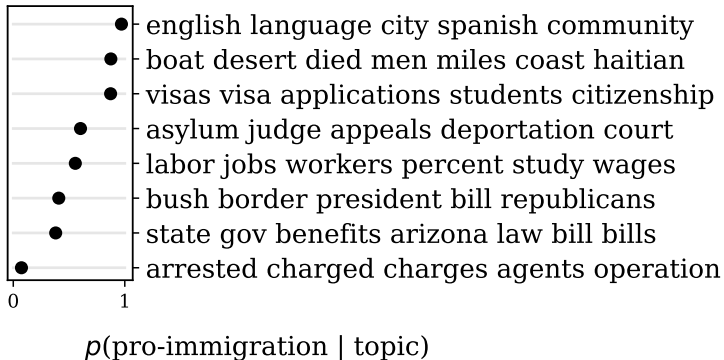 english language city spanish community
boat desert died men miles coast haitian
visas visa applications students citizenship
asylum judge appeals deportation court
labor jobs workers percent study wages
bush border president bill republicans
state gov benefits arizona law bill bills
arrested charged charges agents operation
0 1
p(pro-immigration | topic)